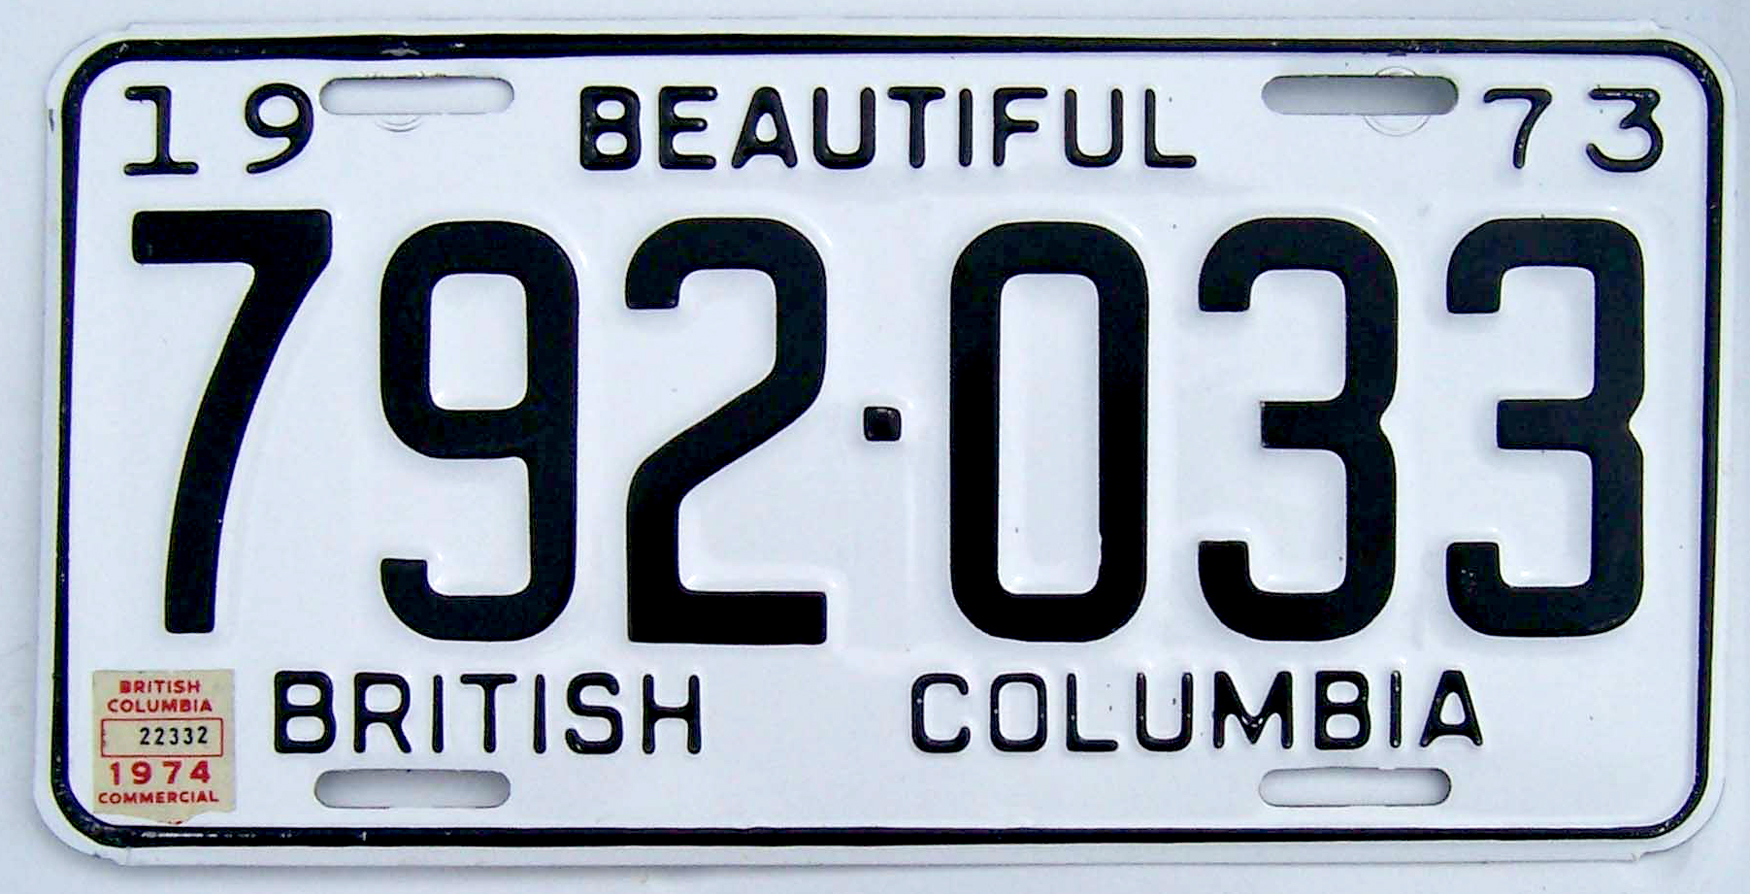 19 BEAUTIFUL 73
792·033
BRITISH COLUMBIA
BRITISH
COLUMBIA
22332
1974
COMMERCIAL